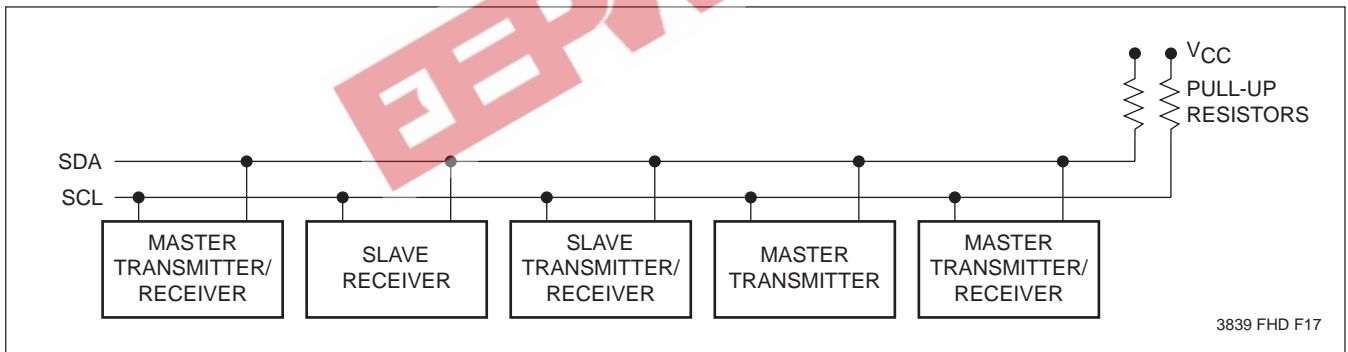 VCC
PULL-UP
RESISTORS
SDA
SCL
MASTER
TRANSMITTER/
RECEIVER
SLAVE
RECEIVER
SLAVE
TRANSMITTER/
RECEIVER
MASTER
TRANSMITTER
MASTER
TRANSMITTER/
RECEIVER
3839 FHD F17